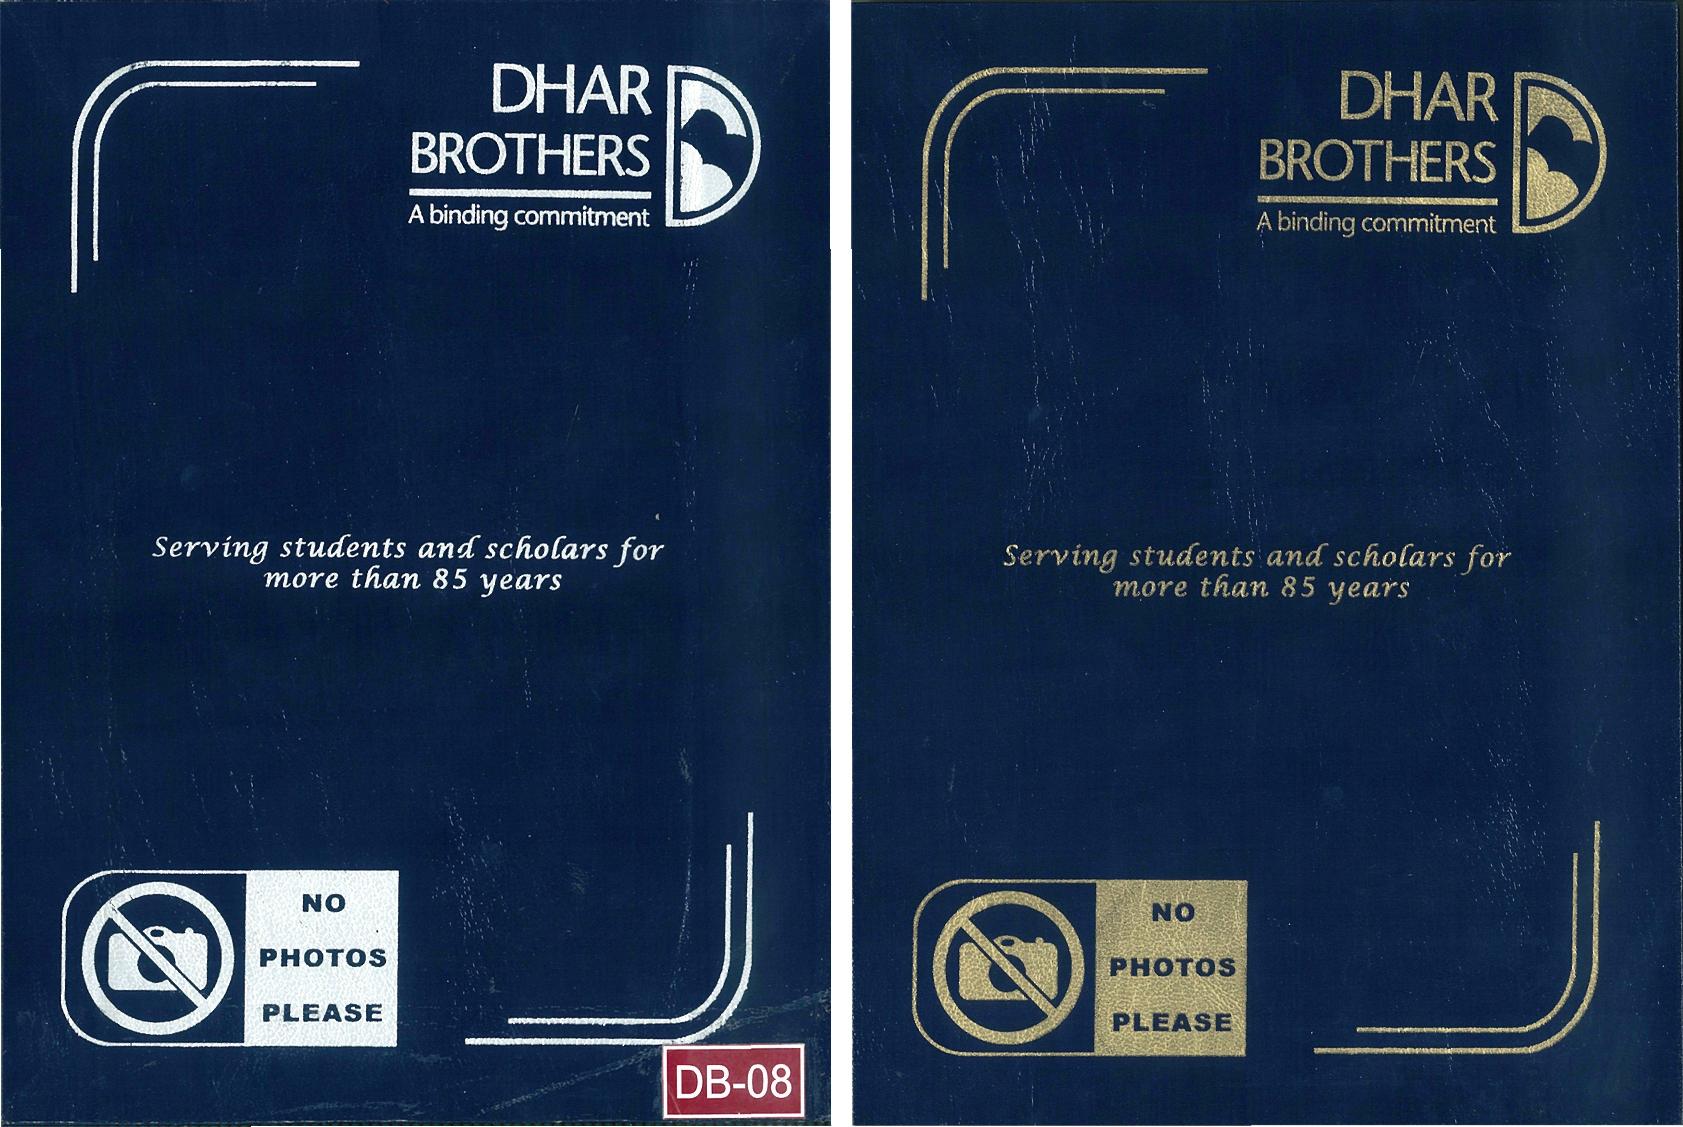 DHAR
BROTHERS
A binding commitment
Serving students and scholars for
more than 85 years
NO
PHOTOS
PLEASE
DB-08
DHAR
BROTHERS
A binding commitment
Serving students and scholars for
more than 85 years
NO
PHOTOS
PLEASE